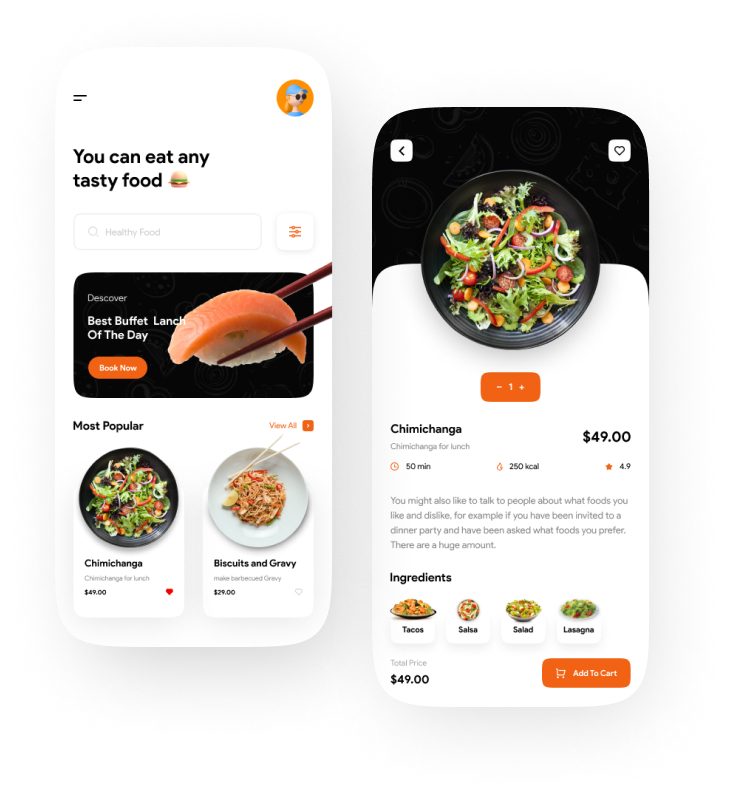 You can eat any
tasty food
Healthy Food
Descover
Best Buffet Lanch
Of The Day
Book Now
Most Popular
View All
Chimichanga
Chimichanga for lunch
$49.00
Biscuits and Gravy
make barbecued Gravy
$29.00
− 1 +
Chimichanga
$49.00
Chimichanga for lunch
50 min
250 kcal
4.9
You might also like to talk to people about what foods you
like and dislike, for example if you have been invited to a
dinner party and have been asked what foods you prefer.
There are a huge amount.
Ingredients
Tacos
Salsa
Salad
Lasagna
Total Price
$49.00
Add To Cart